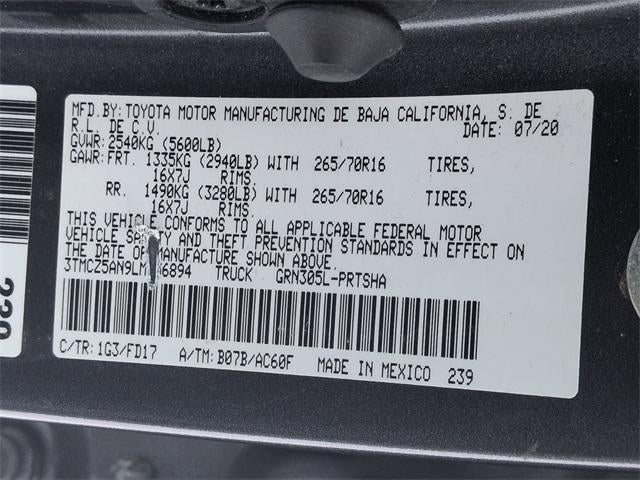 MFD.BY:TOYOTA MOTOR MANUFACTURING DE BAJA CALIFORNIA, S. DE
R.L. DE C.V. DATE: 07/20
GVWR:2540KG (5600LB)
GAWR:FRT. 1335KG (2940LB) WITH 265/70R16 TIRES,
16X7J RIMS.
RR. 1490KG (3280LB) WITH 265/70R16 TIRES,
16X7J RIMS.
THIS VEHICLE CONFORMS TO ALL APPLICABLE FEDERAL MOTOR
VEHICLE SAFETY AND THEFT PREVENTION STANDARDS IN EFFECT ON
THE DATE OF MANUFACTURE SHOWN ABOVE.
TRUCK GRN305L-PRTSHA
C/TR:1G3/FD17 A/TM:B07B/AC60F MADE IN MEXICO 239